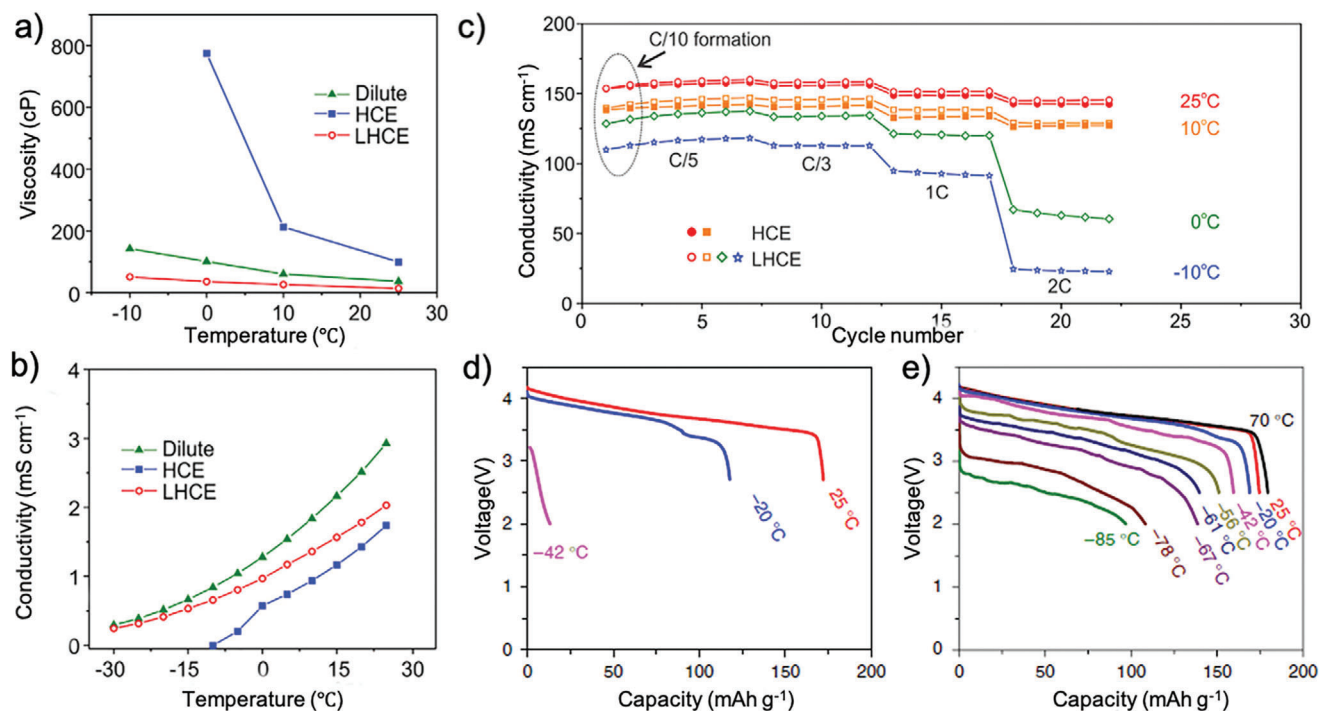 a)
800
600
400
200
0
Viscosity (cP)
Dilute
HCE
LHCE
-10
0
10
20
30
Temperature (℃)
c)
200
150
100
50
0
Conductivity (mS cm⁻¹)
C/10 formation
C/5
C/3
1C
2C
25°C
10°C
0°C
-10°C
HCE
LHCE
0
5
10
15
20
25
30
Cycle number
b)
4
3
2
1
0
Conductivity (mS cm⁻¹)
Dilute
HCE
LHCE
-30
-15
0
15
30
Temperature (℃)
d)
4
3
2
1
0
Voltage(V)
−42 °C
−20 °C
25 °C
0
50
100
150
200
Capacity (mAh g⁻¹)
e)
4
3
2
1
0
Voltage(V)
70 °C
25 °C
−20 °C
−42 °C
−56 °C
−61 °C
−67 °C
−78 °C
−85 °C
0
50
100
150
200
Capacity (mAh g⁻¹)